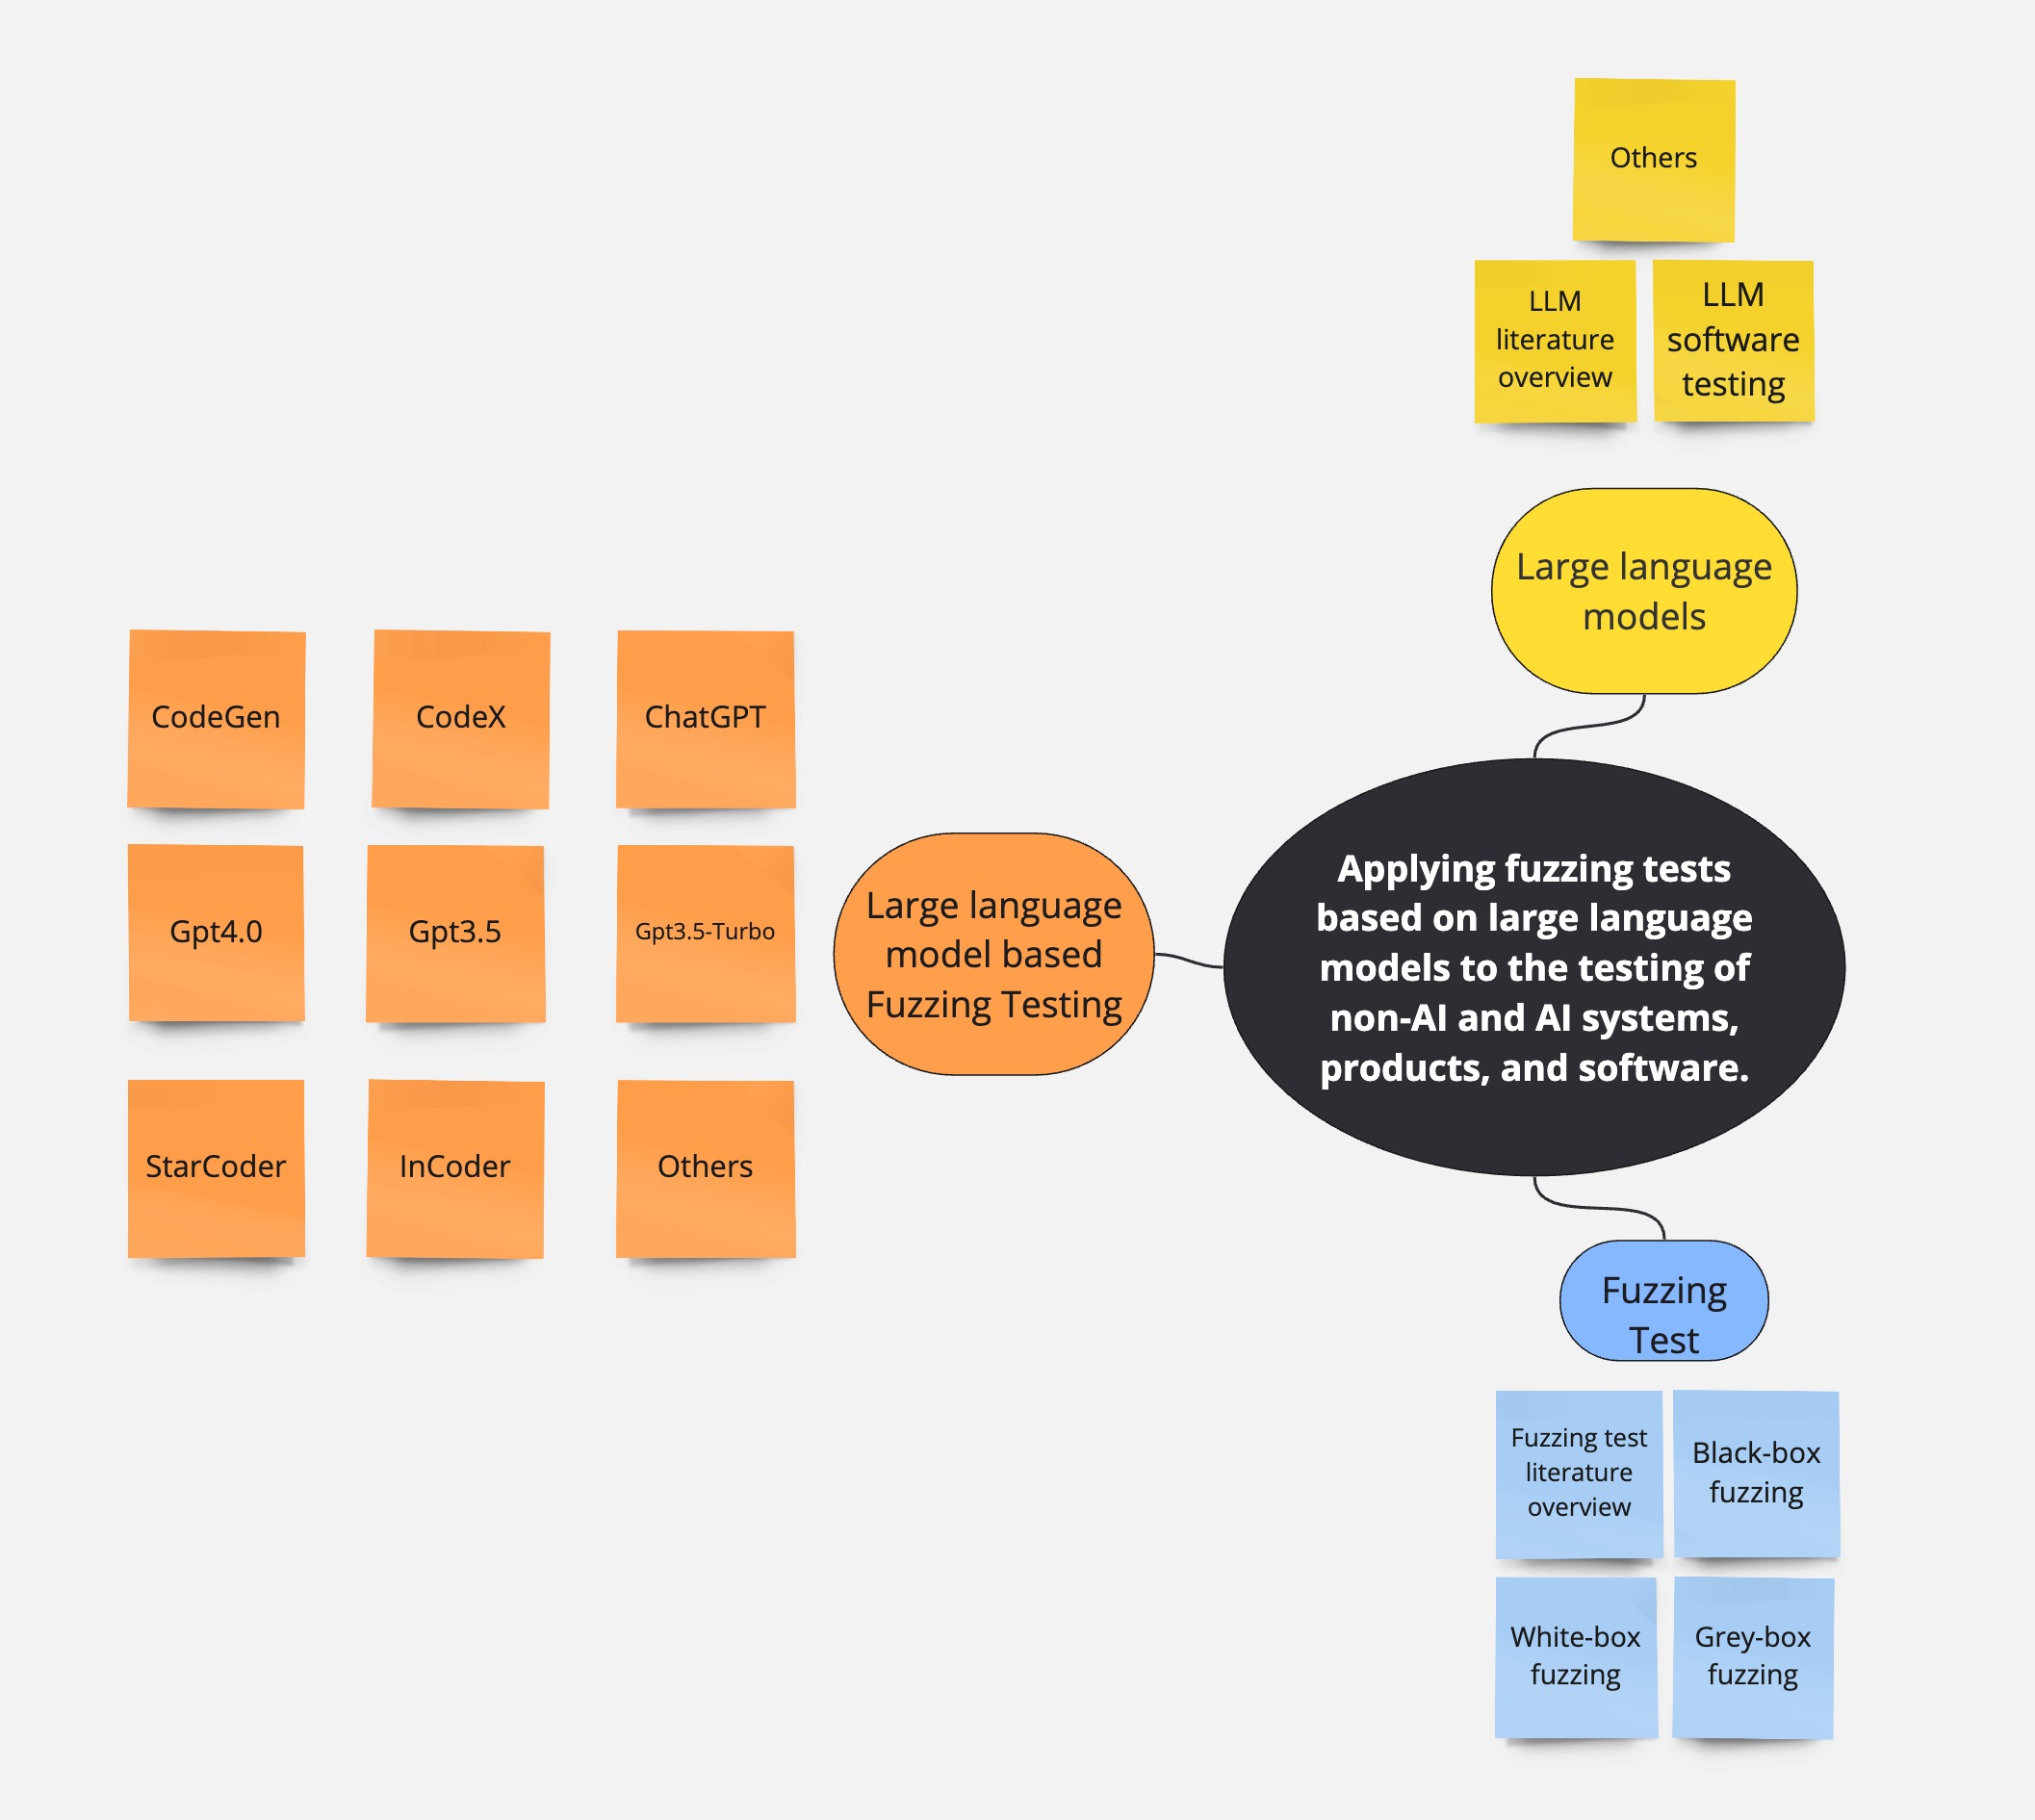 Others
LLM
literature
overview
LLM
software
testing
Large language
models
CodeGen
CodeX
ChatGPT
Gpt4.0
Gpt3.5
Gpt3.5-Turbo
StarCoder
InCoder
Others
Large language
model based
Fuzzing Testing
Applying fuzzing tests
based on large language
models to the testing of
non-AI and AI systems,
products, and software.
Fuzzing
Test
Fuzzing test
literature
overview
Black-box
fuzzing
White-box
fuzzing
Grey-box
fuzzing